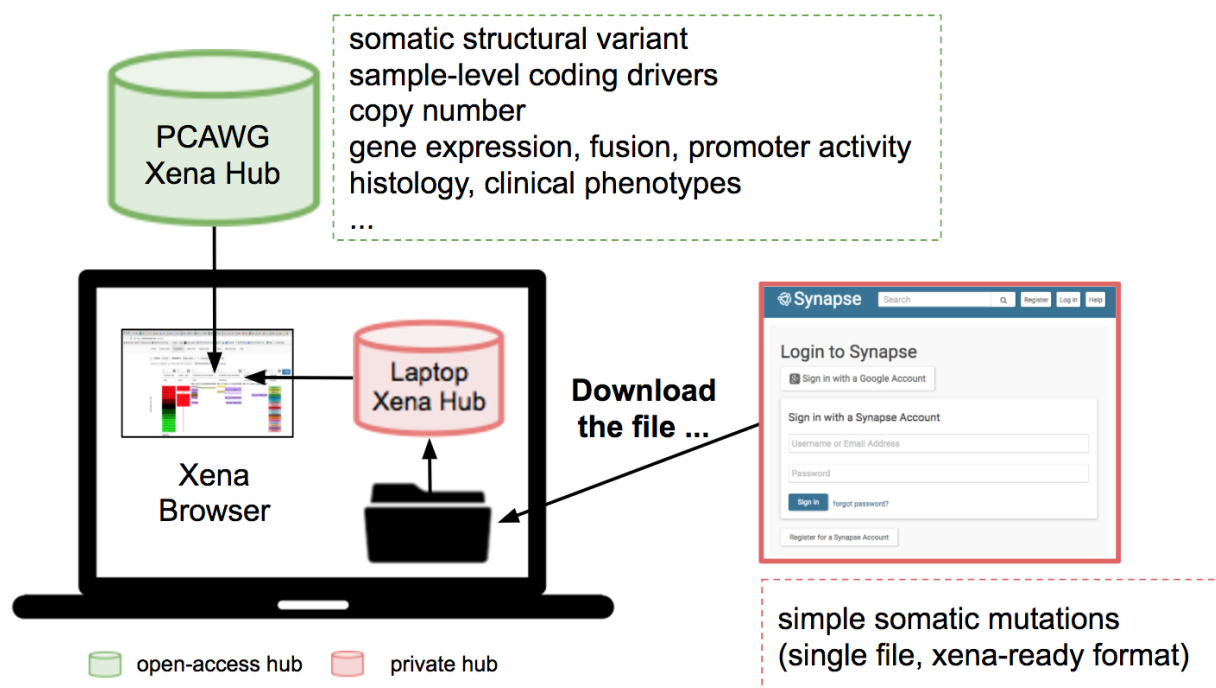 somatic structural variant
sample-level coding drivers
copy number
gene expression, fusion, promoter activity
histology, clinical phenotypes
...
PCAWG
Xena Hub
Laptop
Xena Hub
Xena
Browser
Download
the file ...
Synapse
Search
Register
Log in
Help
Login to Synapse
Sign in with a Google Account
Sign in with a Synapse Account
Username or Email Address
Password
Sign in
forgot password?
Register for a Synapse Account
simple somatic mutations
(single file, xena-ready format)
open-access hub
private hub